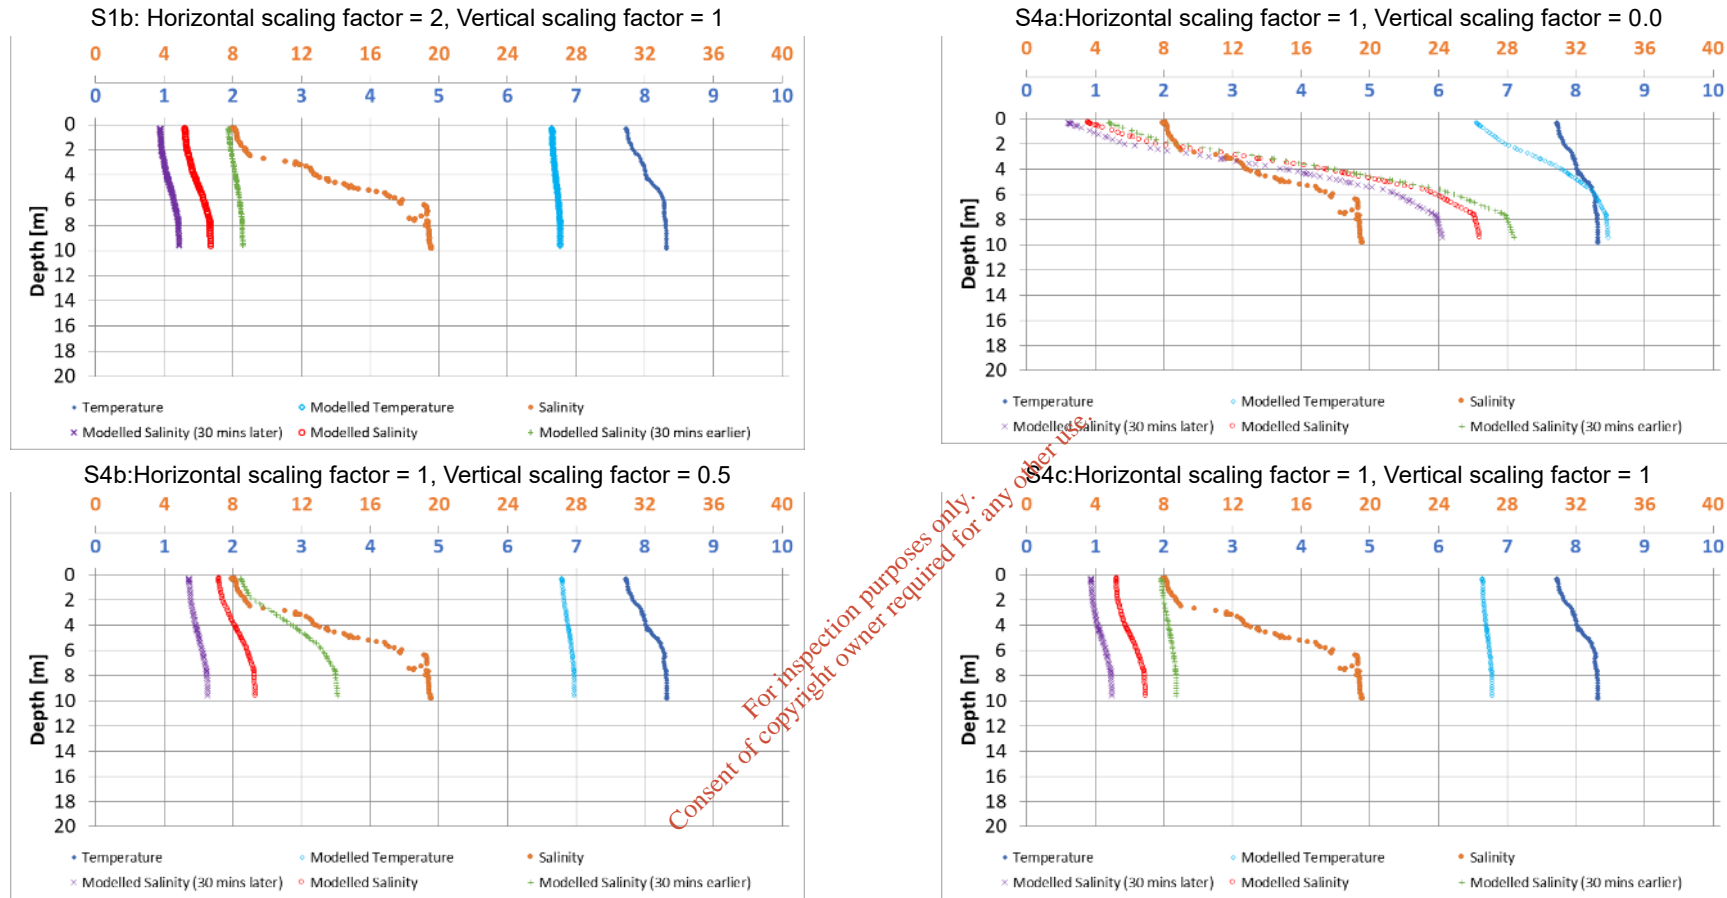 S1b: Horizontal scaling factor = 2, Vertical scaling factor = 1
0 4 8 12 16 20 24 28 32 36 40
0 1 2 3 4 5 6 7 8 9 10
Depth [m]
0
2
4
6
8
10
12
14
16
18
20
Temperature Modelled Temperature Salinity
Modelled Salinity (30 mins later) Modelled Salinity Modelled Salinity (30 mins earlier)
S4a:Horizontal scaling factor = 1, Vertical scaling factor = 0.0
0 4 8 12 16 20 24 28 32 36 40
0 1 2 3 4 5 6 7 8 9 10
Depth [m]
0
2
4
6
8
10
12
14
16
18
20
Temperature Modelled Temperature Salinity
Modelled Salinity (30 mins later) Modelled Salinity Modelled Salinity (30 mins earlier)
S4b:Horizontal scaling factor = 1, Vertical scaling factor = 0.5
0 4 8 12 16 20 24 28 32 36 40
0 1 2 3 4 5 6 7 8 9 10
Depth [m]
0
2
4
6
8
10
12
14
16
18
20
Temperature Modelled Temperature Salinity
Modelled Salinity (30 mins later) Modelled Salinity Modelled Salinity (30 mins earlier)
S4c:Horizontal scaling factor = 1, Vertical scaling factor = 1
0 4 8 12 16 20 24 28 32 36 40
0 1 2 3 4 5 6 7 8 9 10
Depth [m]
0
2
4
6
8
10
12
14
16
18
20
Temperature Modelled Temperature Salinity
Modelled Salinity (30 mins later) Modelled Salinity Modelled Salinity (30 mins earlier)
For inspection purposes only.
Consent of copyright owner required for any other use.